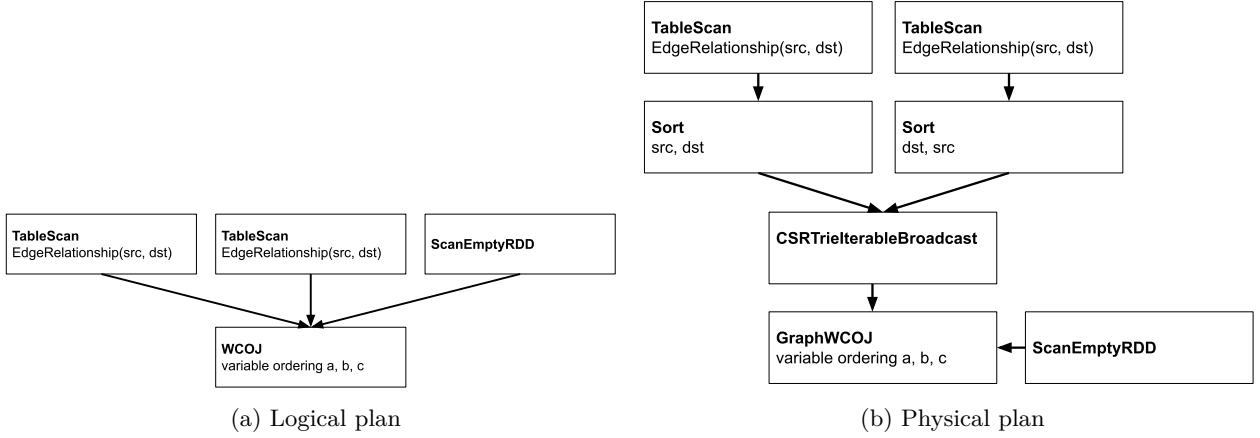 TableScan
EdgeRelationship(src, dst)
TableScan
EdgeRelationship(src, dst)
ScanEmptyRDD
WCOJ
variable ordering a, b, c
(a) Logical plan
TableScan
EdgeRelationship(src, dst)
TableScan
EdgeRelationship(src, dst)
Sort
src, dst
Sort
dst, src
CSRTrieIterableBroadcast
GraphWCOJ
variable ordering a, b, c
ScanEmptyRDD
(b) Physical plan